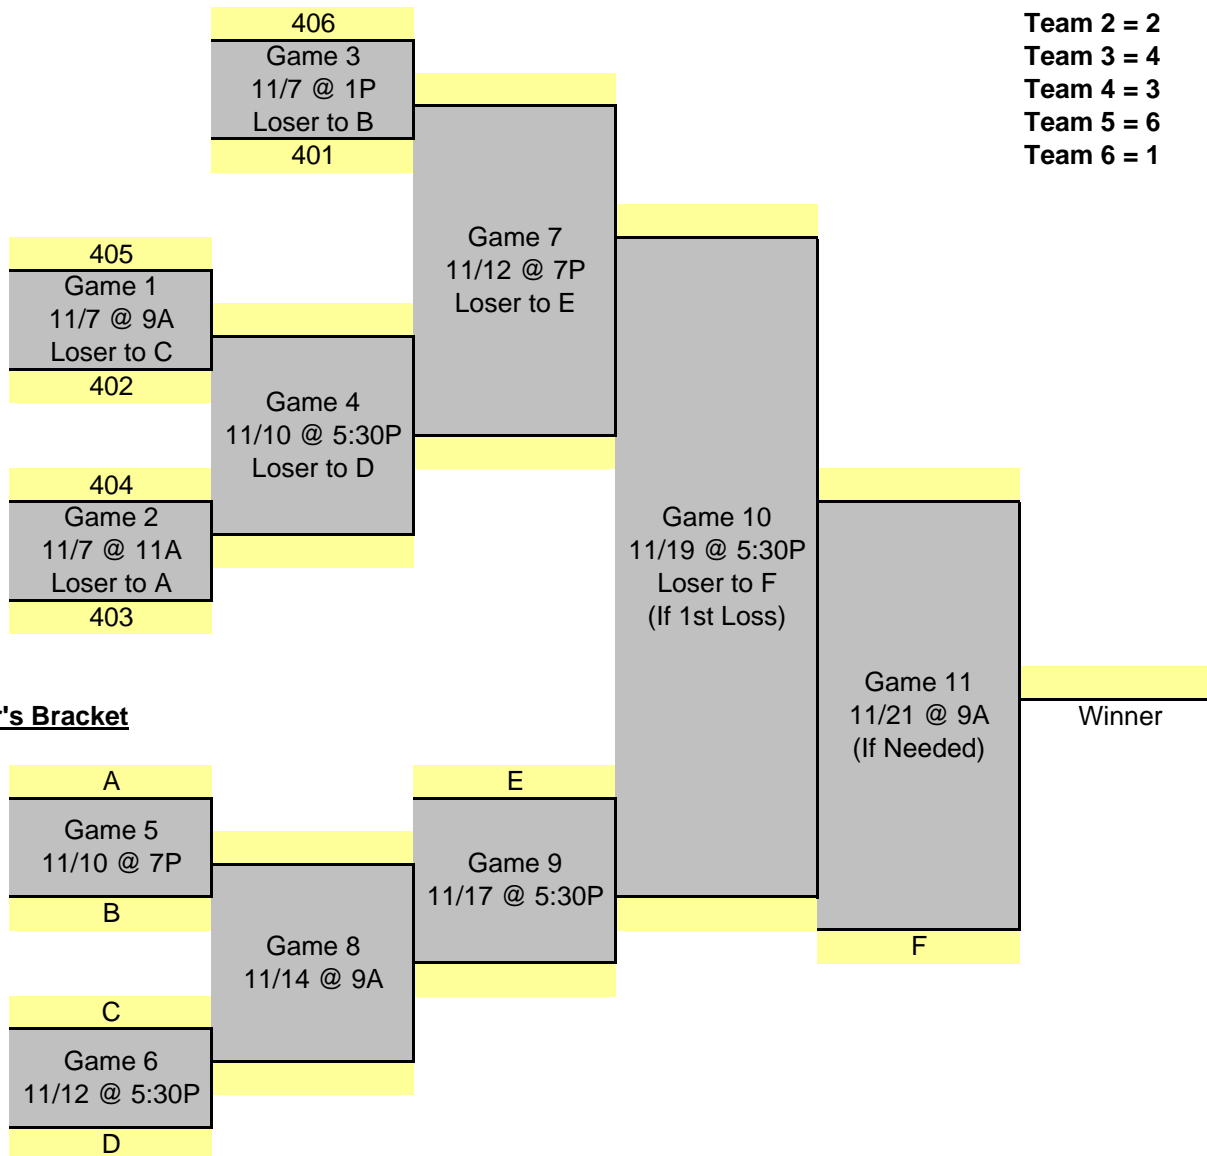 406
Game 3
11/7 @ 1P
Loser to B
401
Team 2 = 2
Team 3 = 4
Team 4 = 3
Team 5 = 6
Team 6 = 1
405
Game 1
11/7 @ 9A
Loser to C
402
Game 7
11/12 @ 7P
Loser to E
Game 4
11/10 @ 5:30P
Loser to D
404
Game 2
11/7 @ 11A
Loser to A
403
Game 10
11/19 @ 5:30P
Loser to F
(If 1st Loss)
Game 11
11/21 @ 9A
(If Needed)
Winner
r's Bracket
A
Game 5
11/10 @ 7P
B
E
Game 9
11/17 @ 5:30P
Game 8
11/14 @ 9A
F
C
Game 6
11/12 @ 5:30P
D